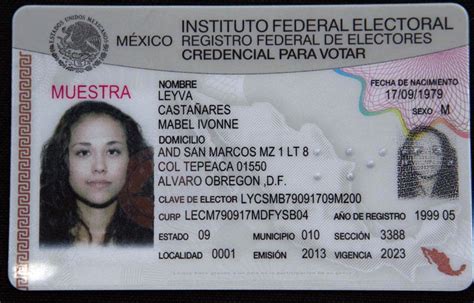 ESTADOS UNIDOS MEXICANOS
MÉXICO
INSTITUTO FEDERAL ELECTORAL
REGISTRO FEDERAL DE ELECTORES
CREDENCIAL PARA VOTAR
MUESTRA
NOMBRE
LEYVA
CASTAÑARES
MABEL IVONNE
FECHA DE NACIMIENTO
17/09/1979
SEXO M
DOMICILIO
AND SAN MARCOS MZ 1 LT 8
COL TEPEACA 01550
ALVARO OBREGON ,D.F.
CLAVE DE ELECTOR LYCSMB79091709M200
CURP LECM790917MDFYSB04 AÑO DE REGISTRO 1999 05
ESTADO 09 MUNICIPIO 010 SECCIÓN 3388
LOCALIDAD 0001 EMISIÓN 2013 VIGENCIA 2023